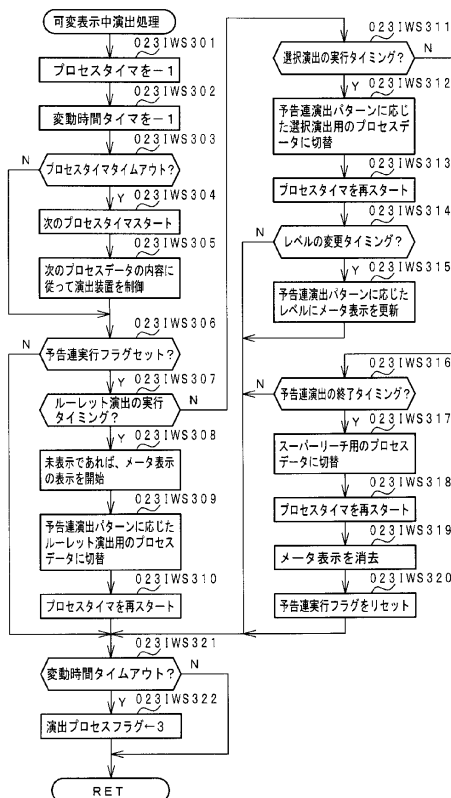 可変表示中演出処理
023IWS301
プロセスタイマを－1
023IWS302
変動時間タイマを－1
023IWS303
N
プロセスタイマタイムアウト？
Y
023IWS304
次のプロセスタイマスタート
023IWS305
次のプロセスデータの内容に
従って演出装置を制御
023IWS306
N
予告連実行フラグセット？
Y
023IWS307
ルーレット演出の実行
タイミング？
N
Y
023IWS308
未表示であれば、メータ表示
の表示を開始
023IWS309
予告連演出パターンに応じた
ルーレット演出用のプロセス
データに切替
023IWS310
プロセスタイマを再スタート
023IWS311
選択演出の実行タイミング？
N
Y
023IWS312
予告連演出パターンに応じ
た選択演出用のプロセスデー
タに切替
023IWS313
プロセスタイマを再スタート
023IWS314
N
レベルの変更タイミング？
Y
023IWS315
予告連演出パターンに応じた
レベルにメータ表示を更新
023IWS316
N
予告連演出の終了タイミング？
Y
023IWS317
スーパーリーチ用のプロセス
データに切替
023IWS318
プロセスタイマを再スタート
023IWS319
メータ表示を消去
023IWS320
予告連実行フラグをリセット
023IWS321
変動時間タイムアウト？
N
Y
023IWS322
演出プロセスフラグ←3
RET